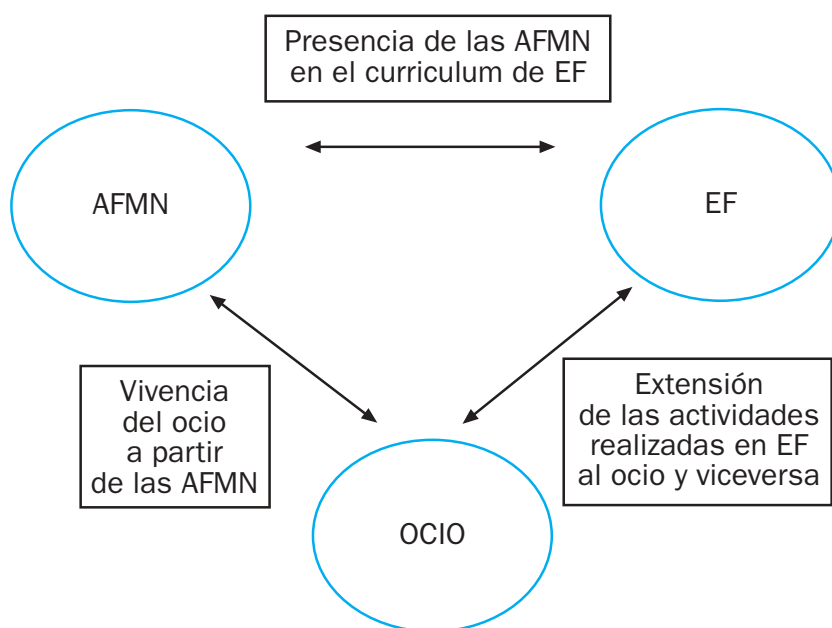 Presencia de las AFMN
en el curriculum de EF
AFMN
EF
Vivencia
del ocio
a partir
de las AFMN
Extensión
de las actividades
realizadas en EF
al ocio y viceversa
OCIO